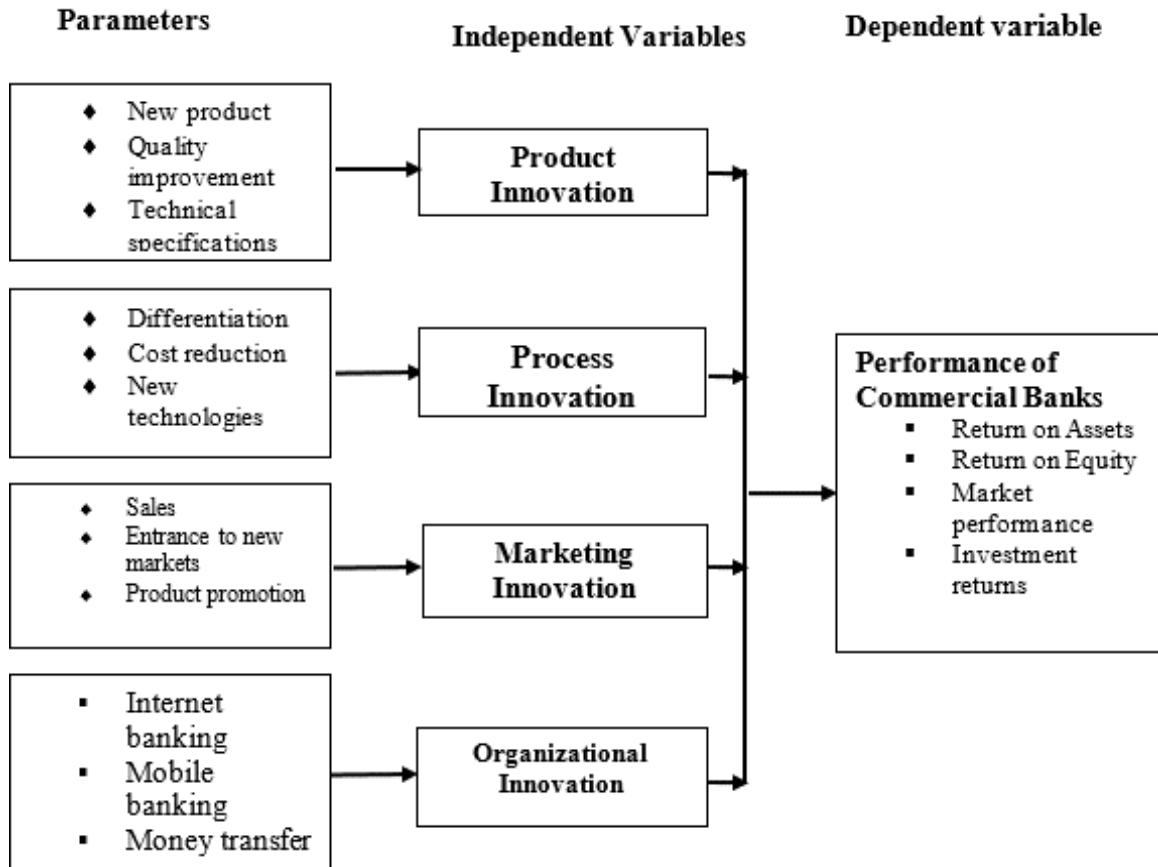 Parameters
Independent Variables
Dependent variable
♦ New product
♦ Quality
improvement
♦ Technical
specifications
Product
Innovation
♦ Differentiation
♦ Cost reduction
♦ New
technologies
Process
Innovation
♦ Sales
♦ Entrance to new
markets
♦ Product promotion
Marketing
Innovation
▪ Internet
banking
▪ Mobile
banking
▪ Money transfer
Organizational
Innovation
Performance of
Commercial Banks
▪ Return on Assets
▪ Return on Equity
▪ Market
performance
▪ Investment
returns